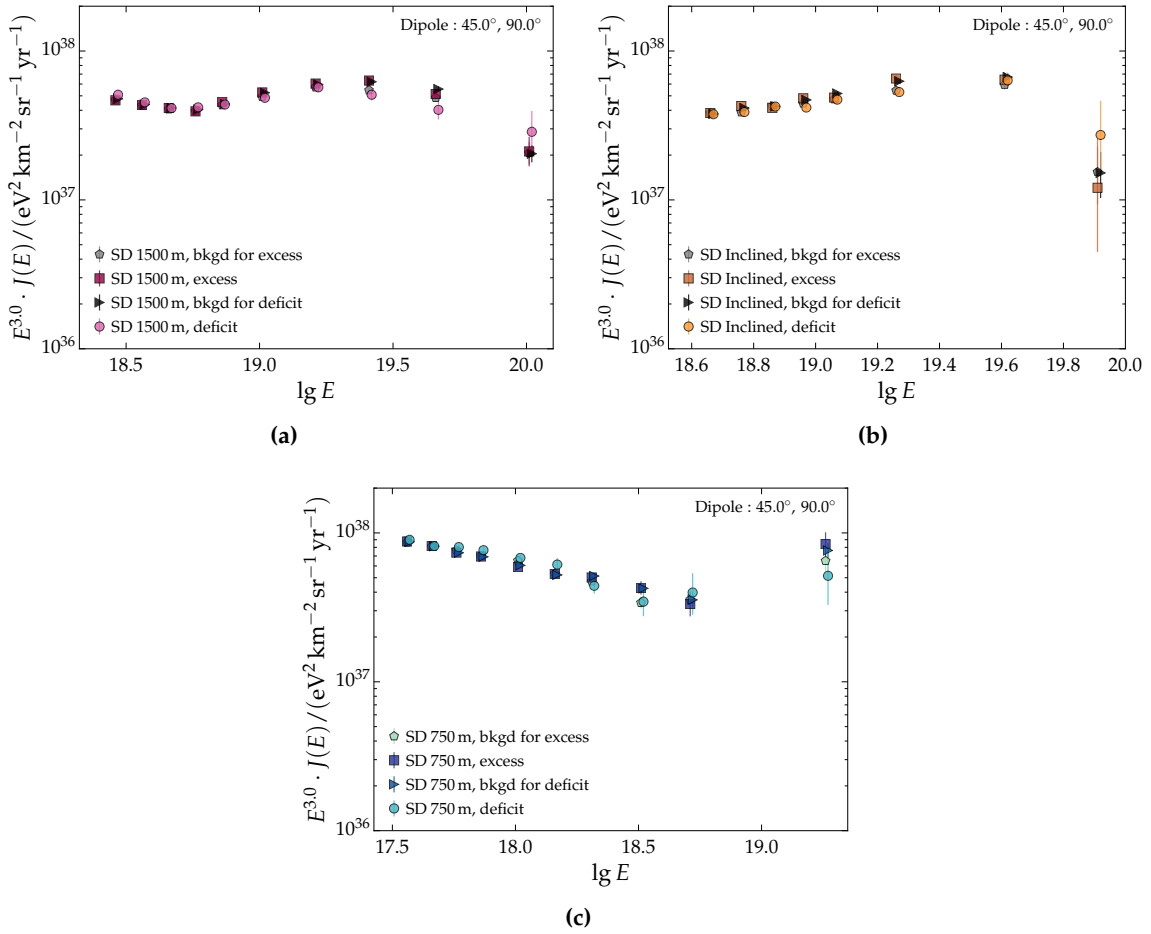 Dipole : 45.0°, 90.0°
10^38
10^37
10^36
E^3.0 · J(E)/(eV^2 km^−2 sr^−1 yr^−1)
SD 1500 m, bkgd for excess
SD 1500 m, excess
SD 1500 m, bkgd for deficit
SD 1500 m, deficit
18.5 19.0 19.5 20.0
lg E
(a)
Dipole : 45.0°, 90.0°
10^38
10^37
10^36
E^3.0 · J(E)/(eV^2 km^−2 sr^−1 yr^−1)
SD Inclined, bkgd for excess
SD Inclined, excess
SD Inclined, bkgd for deficit
SD Inclined, deficit
18.6 18.8 19.0 19.2 19.4 19.6 19.8 20.0
lg E
(b)
Dipole : 45.0°, 90.0°
10^38
10^37
10^36
E^3.0 · J(E)/(eV^2 km^−2 sr^−1 yr^−1)
SD 750 m, bkgd for excess
SD 750 m, excess
SD 750 m, bkgd for deficit
SD 750 m, deficit
17.5 18.0 18.5 19.0
lg E
(c)